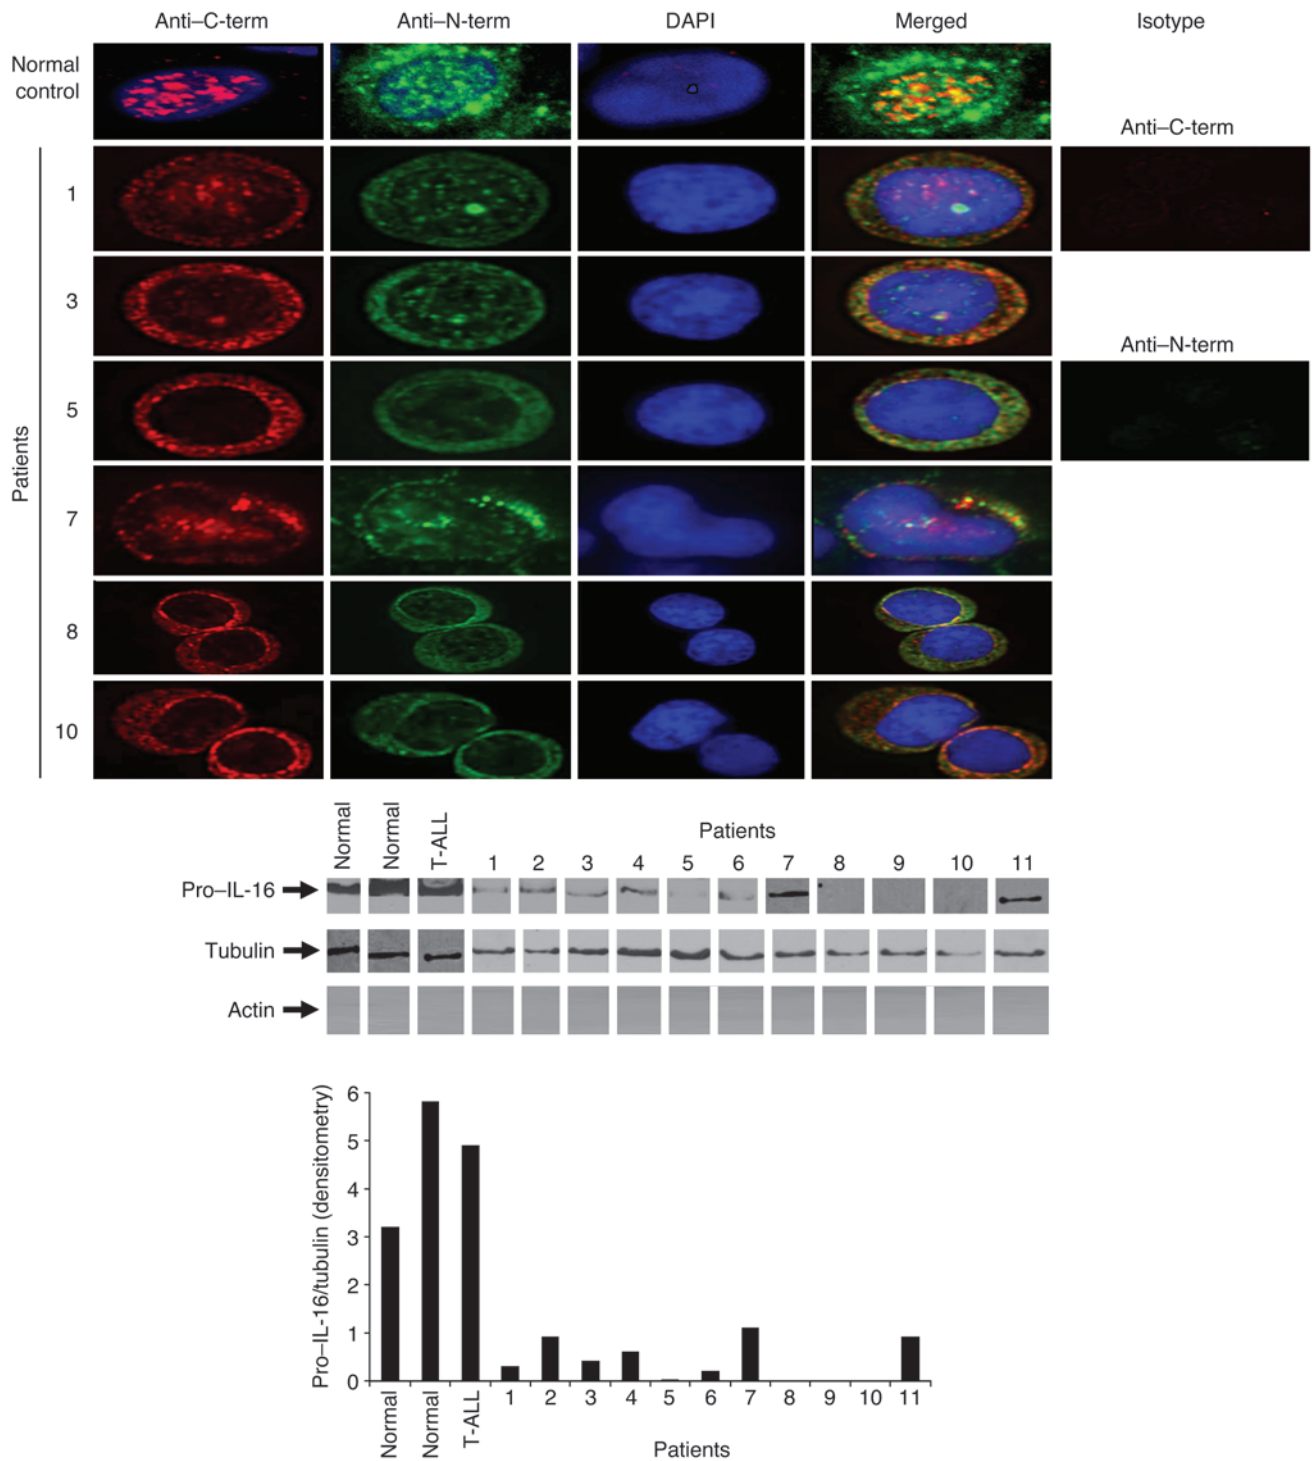 Anti–C-term Anti–N-term DAPI Merged Isotype
Normal
control
Anti–C-term
1
3
Anti–N-term
5
Patients
7
8
10
Normal Normal T-ALL Patients
1 2 3 4 5 6 7 8 9 10 11
Pro–IL-16
Tubulin
Actin
Pro–IL-16/tubulin (densitometry)
6
5
4
3
2
1
0
Normal Normal T-ALL 1 2 3 4 5 6 7 8 9 10 11
Patients